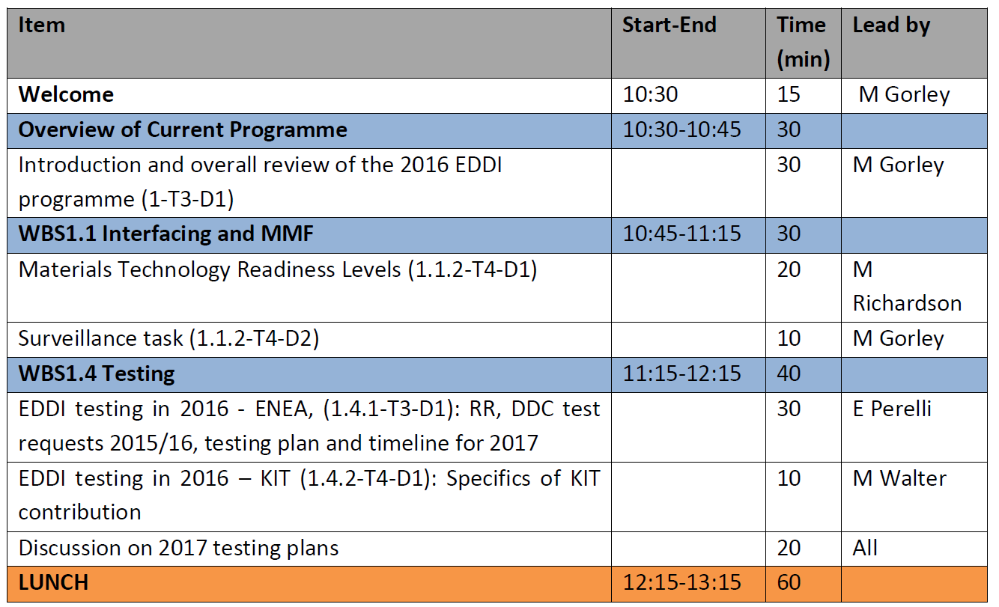 Item Start-End Time Lead by
(min)
Welcome 10:30 15 M Gorley
Overview of Current Programme 10:30-10:45 30
Introduction and overall review of the 2016 EDDI 30 M Gorley
programme (1-T3-D1)
WBS1.1 Interfacing and MMF 10:45-11:15 30
Materials Technology Readiness Levels (1.1.2-T4-D1) 20 M
Richardson
Surveillance task (1.1.2-T4-D2) 10 M Gorley
WBS1.4 Testing 11:15-12:15 40
EDDI testing in 2016 - ENEA, (1.4.1-T3-D1): RR, DDC test 30 E Perelli
requests 2015/16, testing plan and timeline for 2017
EDDI testing in 2016 – KIT (1.4.2-T4-D1): Specifics of KIT 10 M Walter
contribution
Discussion on 2017 testing plans 20 All
LUNCH 12:15-13:15 60